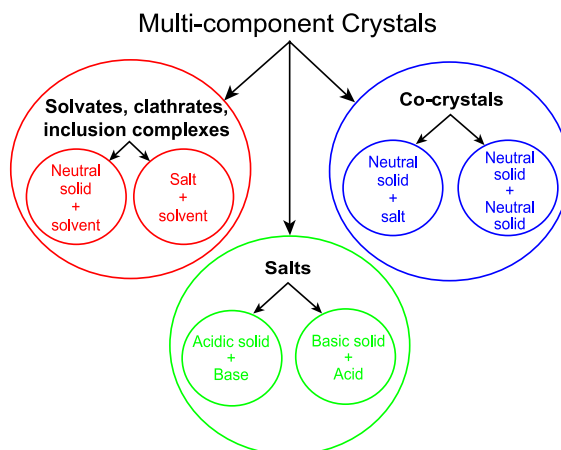 Multi-component Crystals
Solvates, clathrates,
inclusion complexes
Neutral
solid
+
solvent
Salt
+
solvent
Co-crystals
Neutral
solid
+
salt
Neutral
solid
+
Neutral
solid
Salts
Acidic solid
+
Base
Basic solid
+
Acid